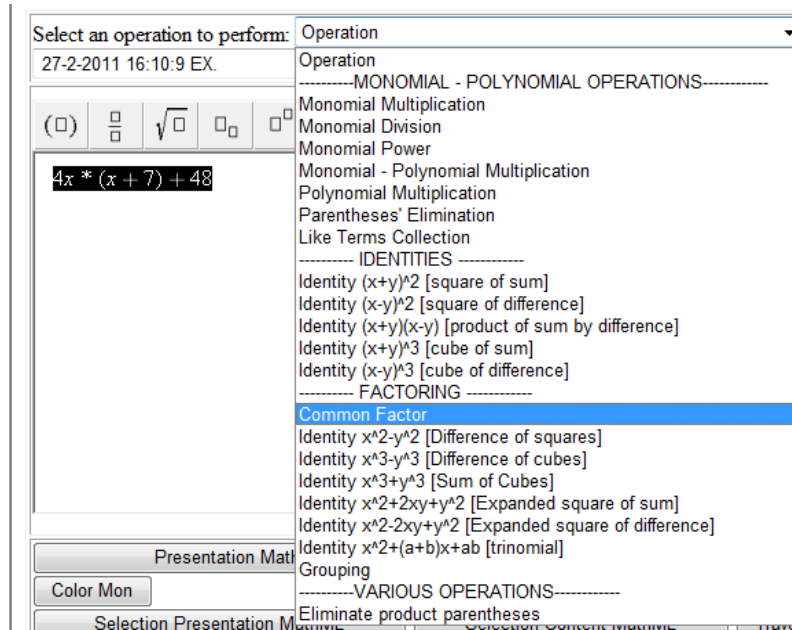 Select an operation to perform: Operation
27-2-2011 16:10:9 EX.
4x * (x + 7) + 48
Operation
----------MONOMIAL - POLYNOMIAL OPERATIONS------------
Monomial Multiplication
Monomial Division
Monomial Power
Monomial - Polynomial Multiplication
Polynomial Multiplication
Parentheses' Elimination
Like Terms Collection
---------- IDENTITIES ------------
Identity (x+y)^2 [square of sum]
Identity (x-y)^2 [square of difference]
Identity (x+y)(x-y) [product of sum by difference]
Identity (x+y)^3 [cube of sum]
Identity (x-y)^3 [cube of difference]
---------- FACTORING ------------
Common Factor
Identity x^2-y^2 [Difference of squares]
Identity x^3-y^3 [Difference of cubes]
Identity x^3+y^3 [Sum of Cubes]
Identity x^2+2xy+y^2 [Expanded square of sum]
Identity x^2-2xy+y^2 [Expanded square of difference]
Identity x^2+(a+b)x+ab [trinomial]
Grouping
----------VARIOUS OPERATIONS------------
Eliminate product parentheses
Presentation Math
Color Mon
Selection Presentation MathML
Selection Content MathML